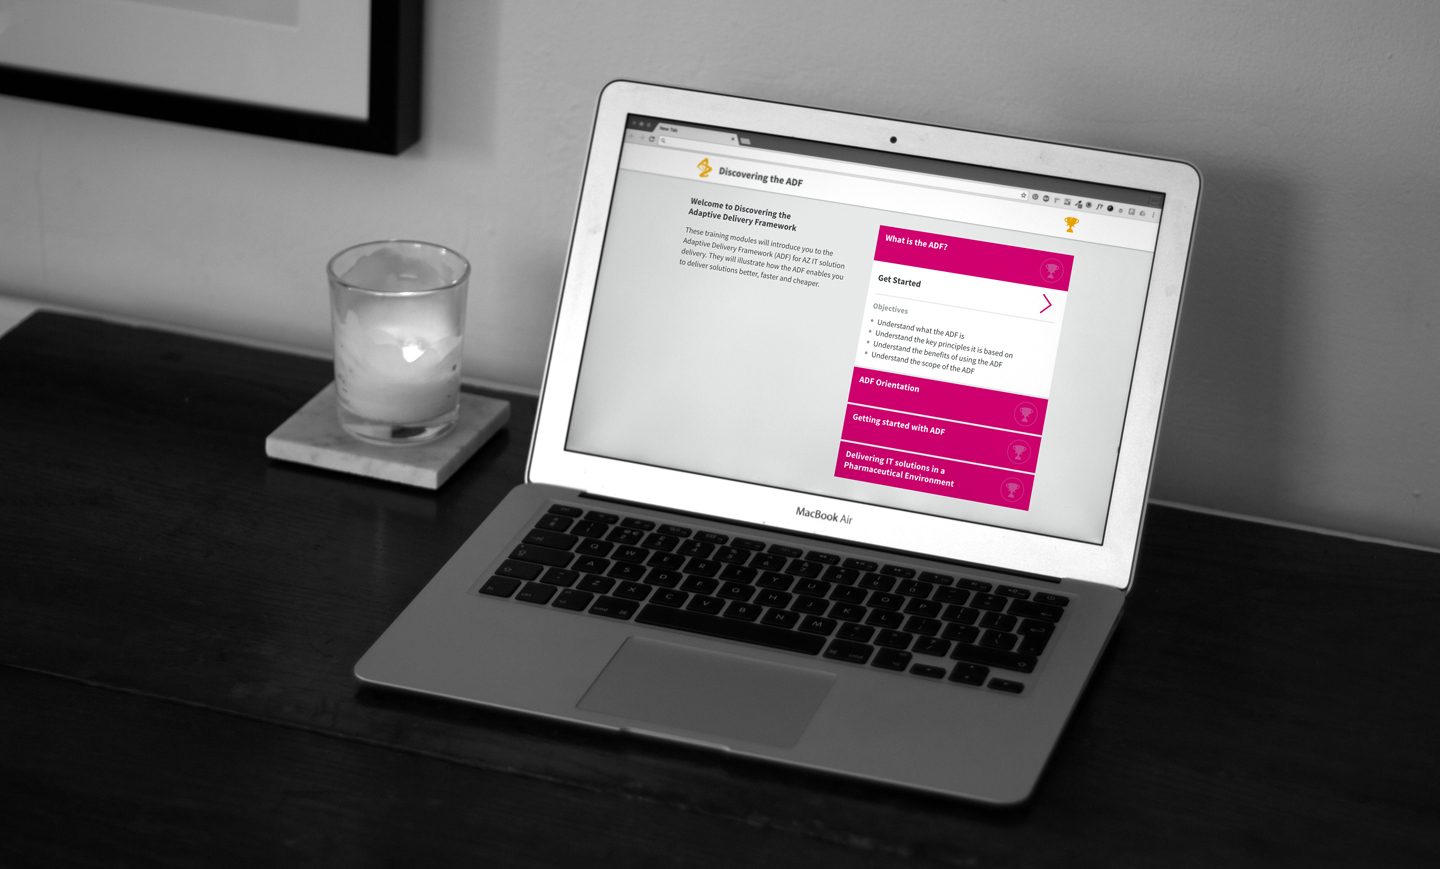 New Tab
Discovering the ADF
Welcome to Discovering the
Adaptive Delivery Framework
These training modules will introduce you to the
Adaptive Delivery Framework (ADF) for AZ IT solution
delivery. They will illustrate how the ADF enables you
to deliver solutions better, faster and cheaper.
What is the ADF?
Get Started
Objectives
Understand what the ADF is
Understand the key principles it is based on
Understand the benefits of using the ADF
Understand the scope of the ADF
ADF Orientation
Getting started with ADF
Delivering IT solutions in a
Pharmaceutical Environment
MacBook Air
Q W E R T Y U I O P
A S D F G H J K L
Z X C V B N M